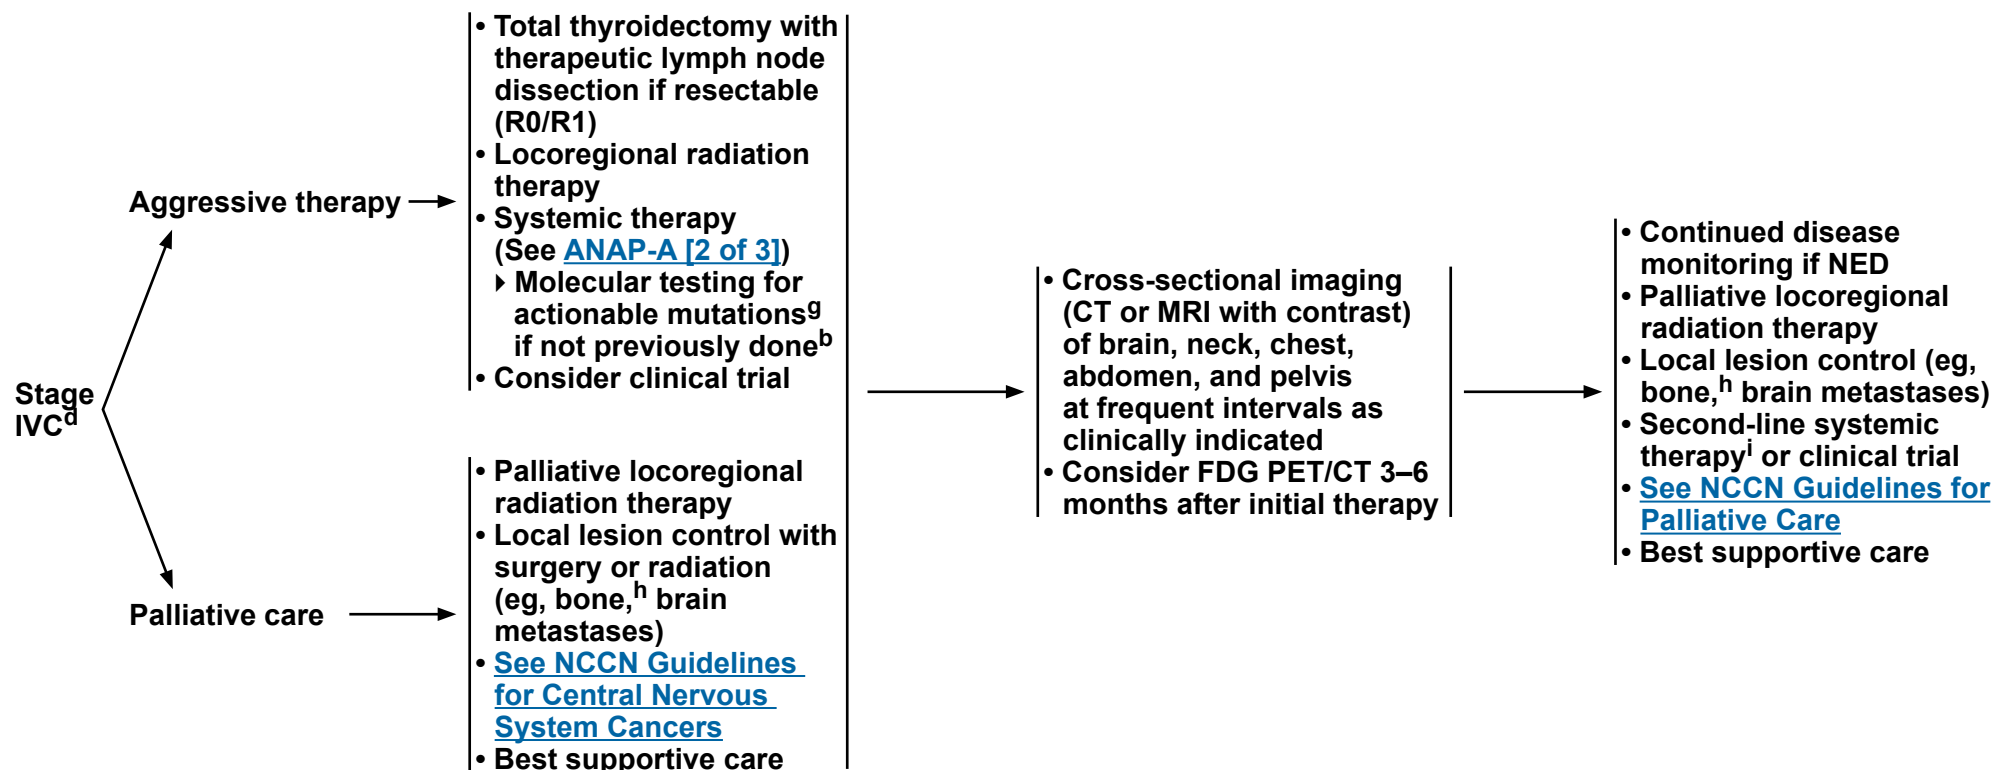 Stage
IVCd
Aggressive therapy
Palliative care
• Total thyroidectomy with
therapeutic lymph node
dissection if resectable
(R0/R1)
• Locoregional radiation
therapy
• Systemic therapy
(See ANAP-A [2 of 3])
▸ Molecular testing for
actionable mutationsg
if not previously doneb
• Consider clinical trial
• Palliative locoregional
radiation therapy
• Local lesion control with
surgery or radiation
(eg, bone,h brain
metastases)
• See NCCN Guidelines
for Central Nervous
System Cancers
• Best supportive care
• Cross-sectional imaging
(CT or MRI with contrast)
of brain, neck, chest,
abdomen, and pelvis
at frequent intervals as
clinically indicated
• Consider FDG PET/CT 3–6
months after initial therapy
• Continued disease
monitoring if NED
• Palliative locoregional
radiation therapy
• Local lesion control (eg,
bone,h brain metastases)
• Second-line systemic
therapyi or clinical trial
• See NCCN Guidelines for
Palliative Care
• Best supportive care